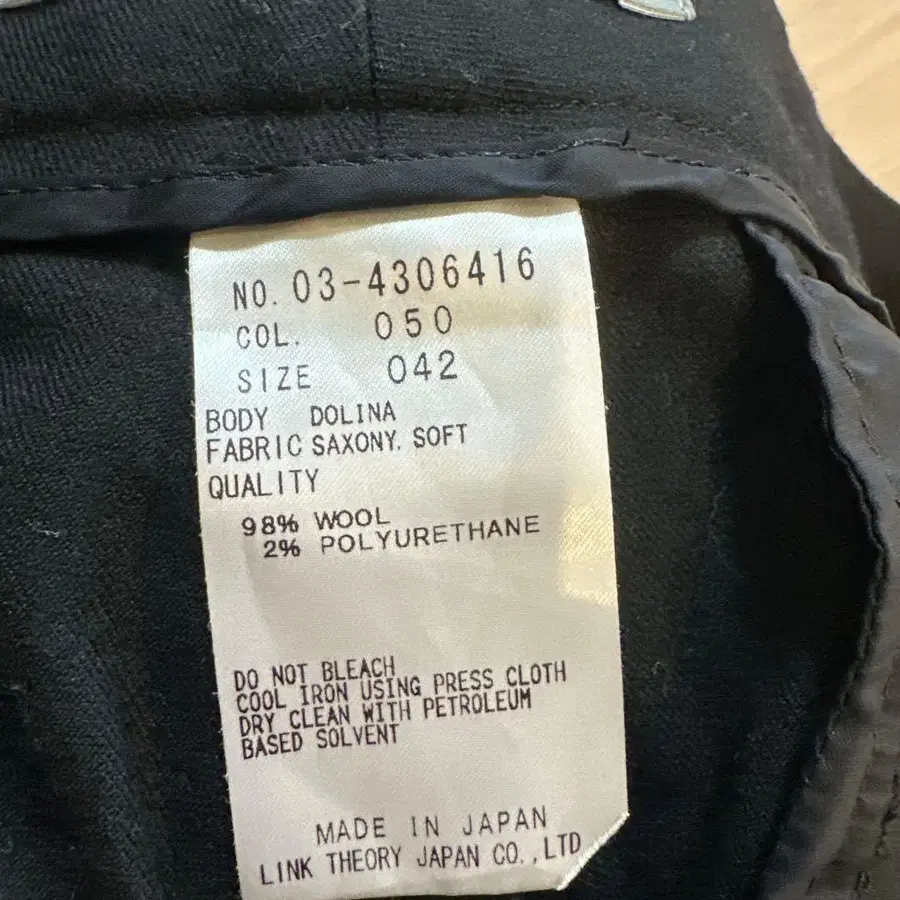 NO. 03-4306416
COL. 050
SIZE 042
BODY DOLINA
FABRIC SAXONY. SOFT
QUALITY
98% WOOL
2% POLYURETHANE
DO NOT BLEACH
COOL IRON USING PRESS CLOTH
DRY CLEAN WITH PETROLEUM
BASED SOLVENT
MADE IN JAPAN
LINK THEORY JAPAN CO.,LTD